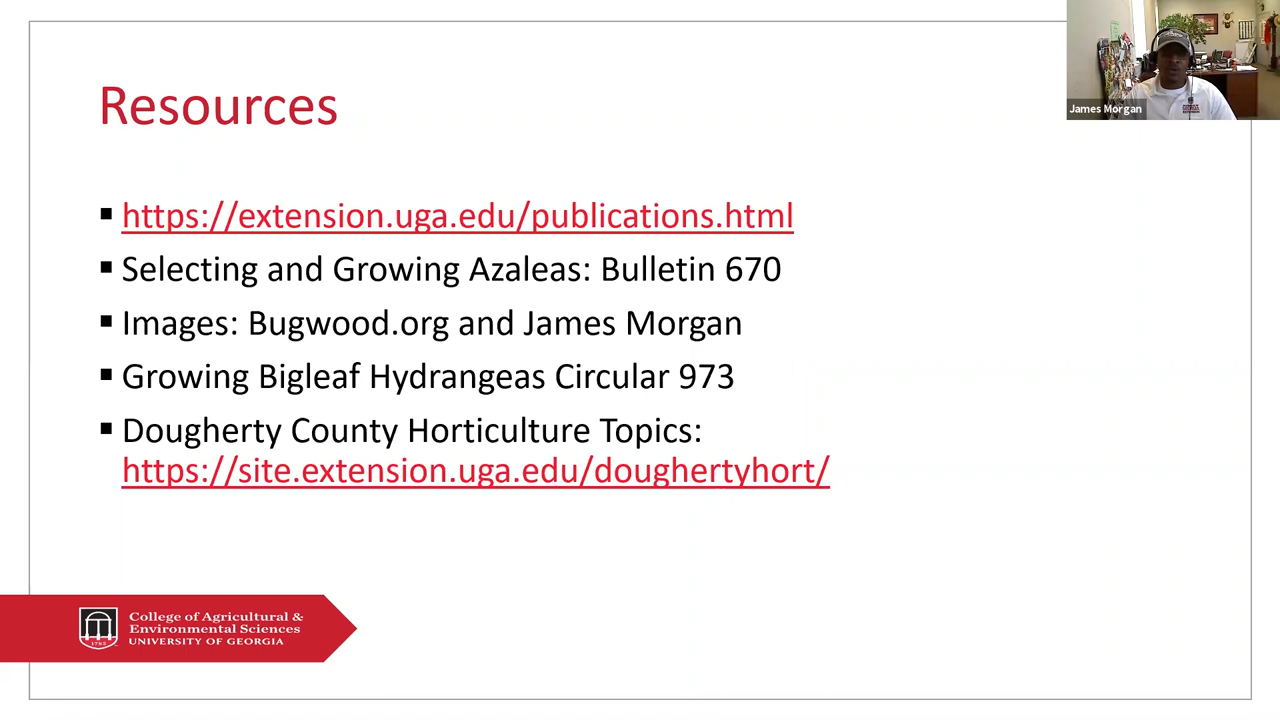 Resources
James Morgan
https://extension.uga.edu/publications.html
Selecting and Growing Azaleas: Bulletin 670
Images: Bugwood.org and James Morgan
Growing Bigleaf Hydrangeas Circular 973
Dougherty County Horticulture Topics:
https://site.extension.uga.edu/doughertyhort/
College of Agricultural &
Environmental Sciences
UNIVERSITY OF GEORGIA
1785